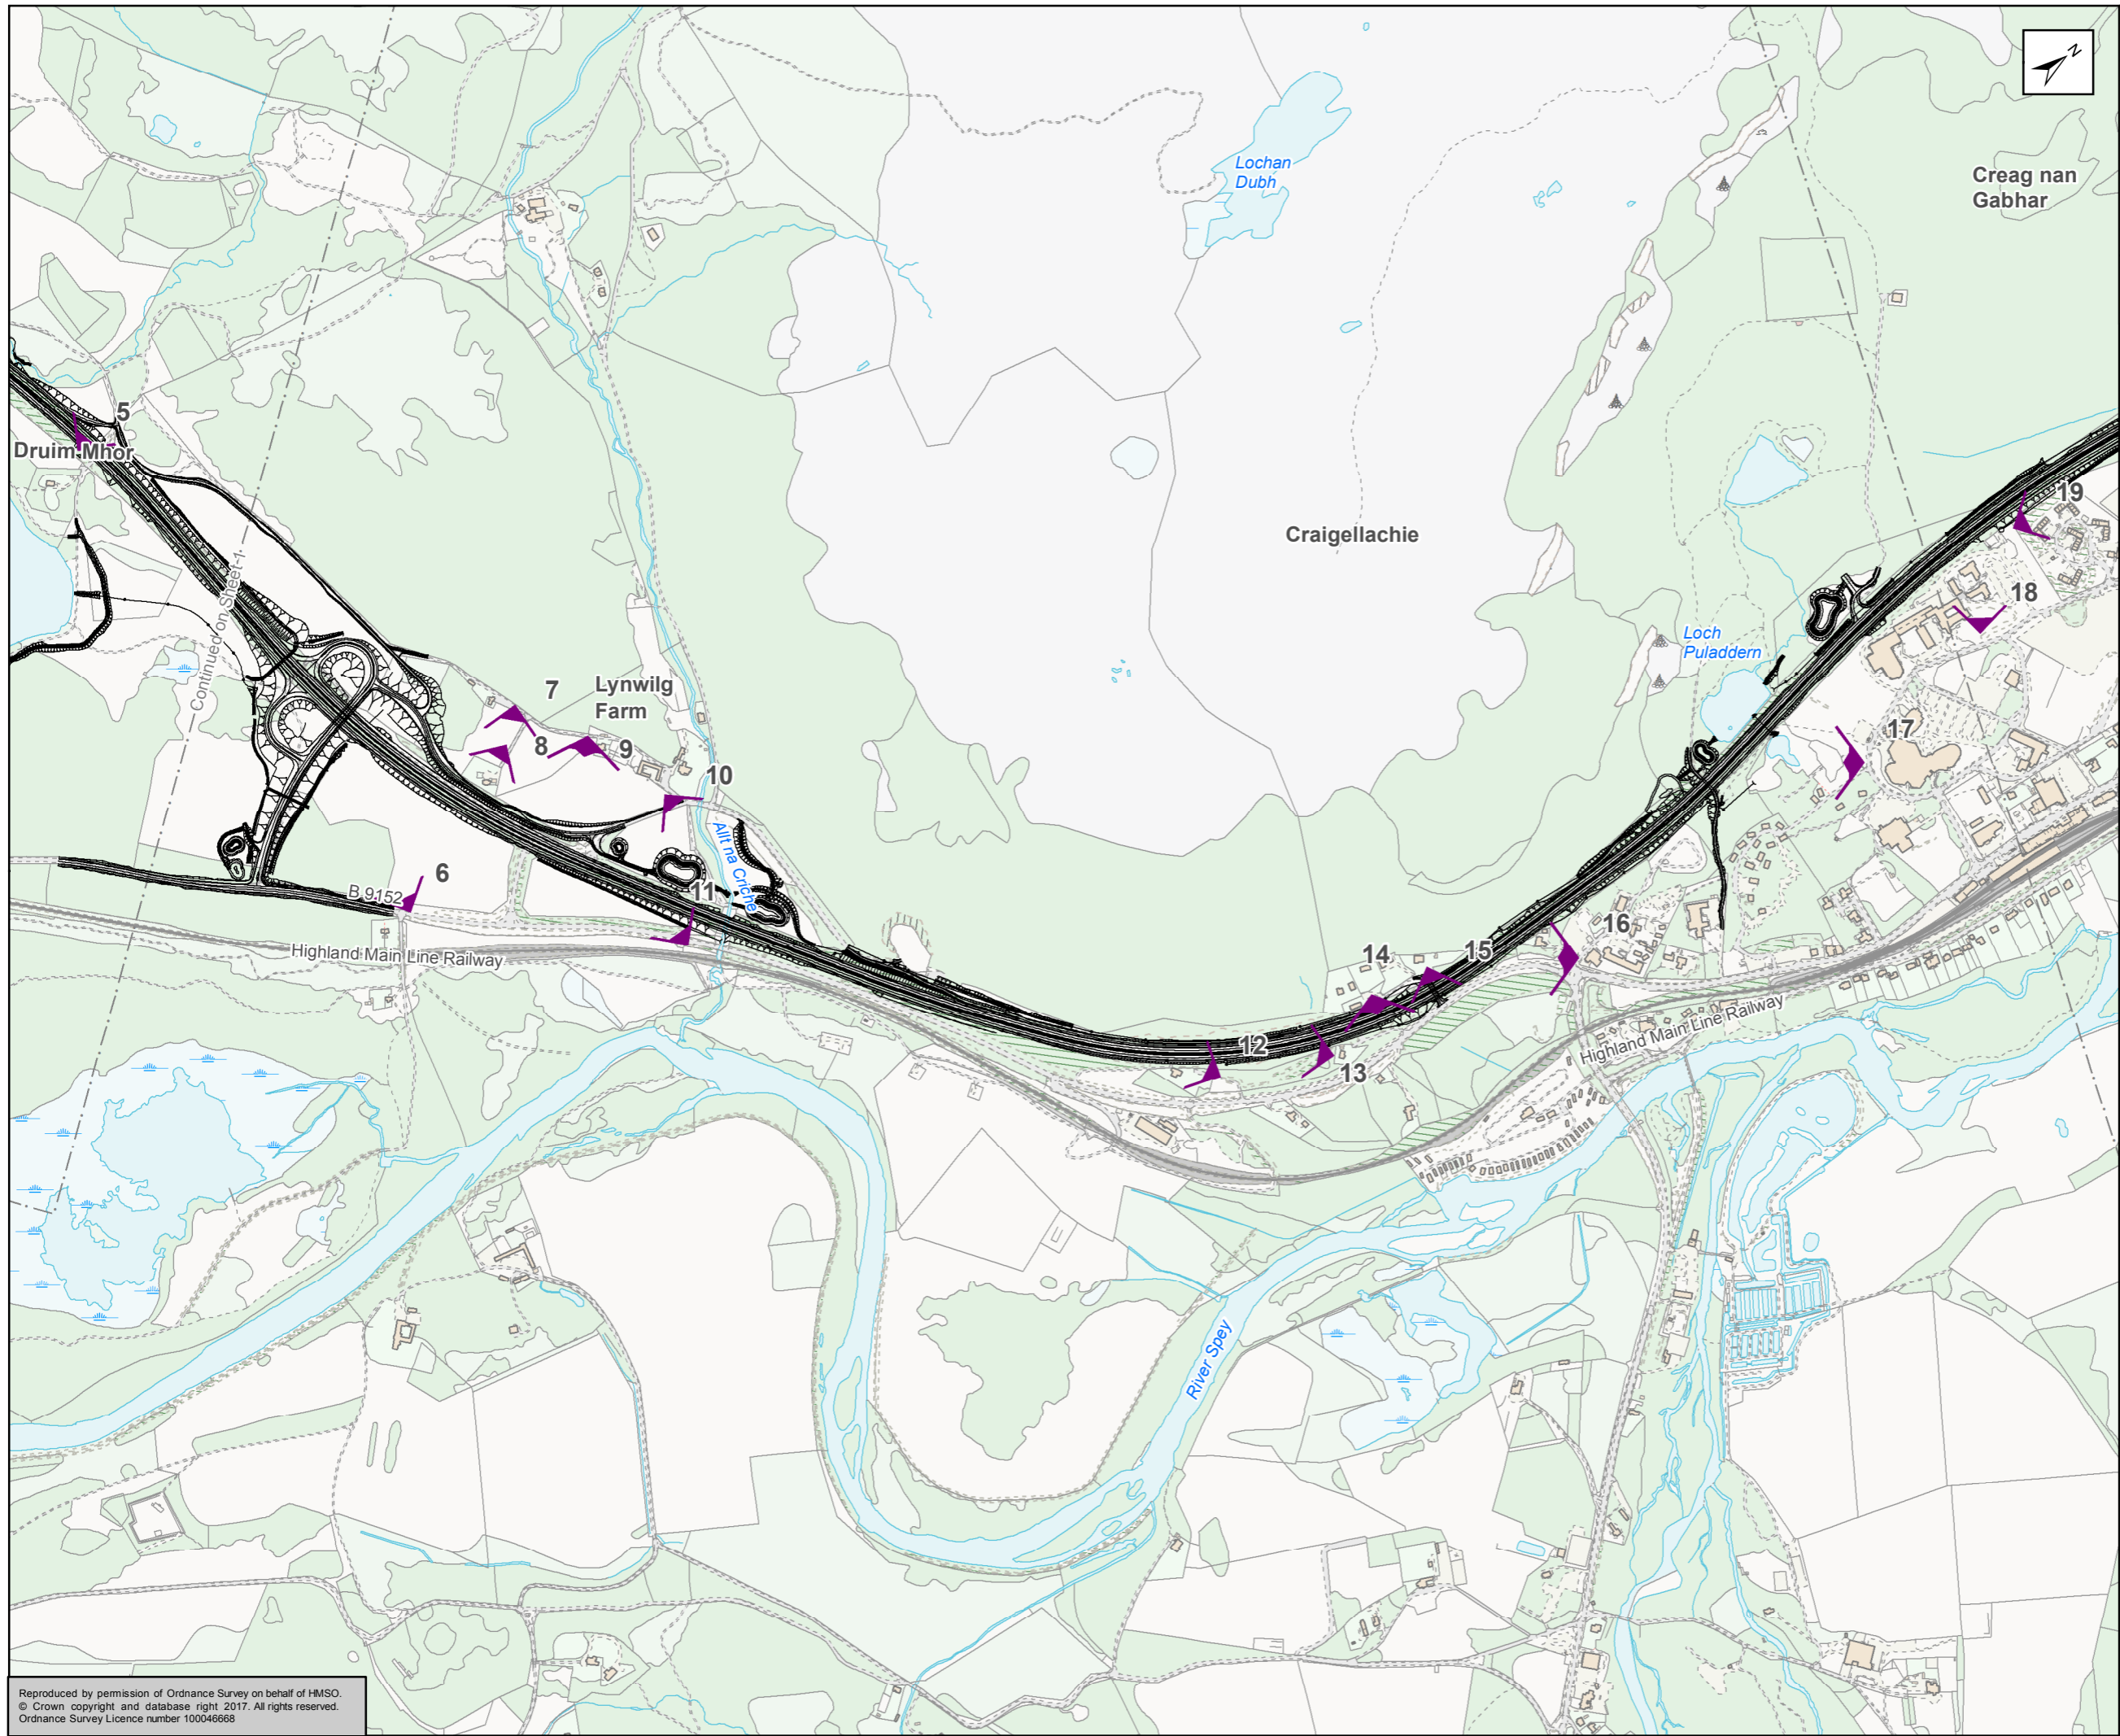 N
Lochan
Dubh
Creag nan
Gabhar
5
Druim Mhor
19
Craigellachie
Continued on Sheet 1
18
Loch
Puladdern
7
Lynwilg
Farm
17
8
9
10
Allt na Criche
6
B 9152
11
16
Highland Main Line Railway
14
15
12
Highland Main Line Railway
13
River Spey
Reproduced by permission of Ordnance Survey on behalf of HMSO.
© Crown copyright and database right 2017. All rights reserved.
Ordnance Survey Licence number 100046668